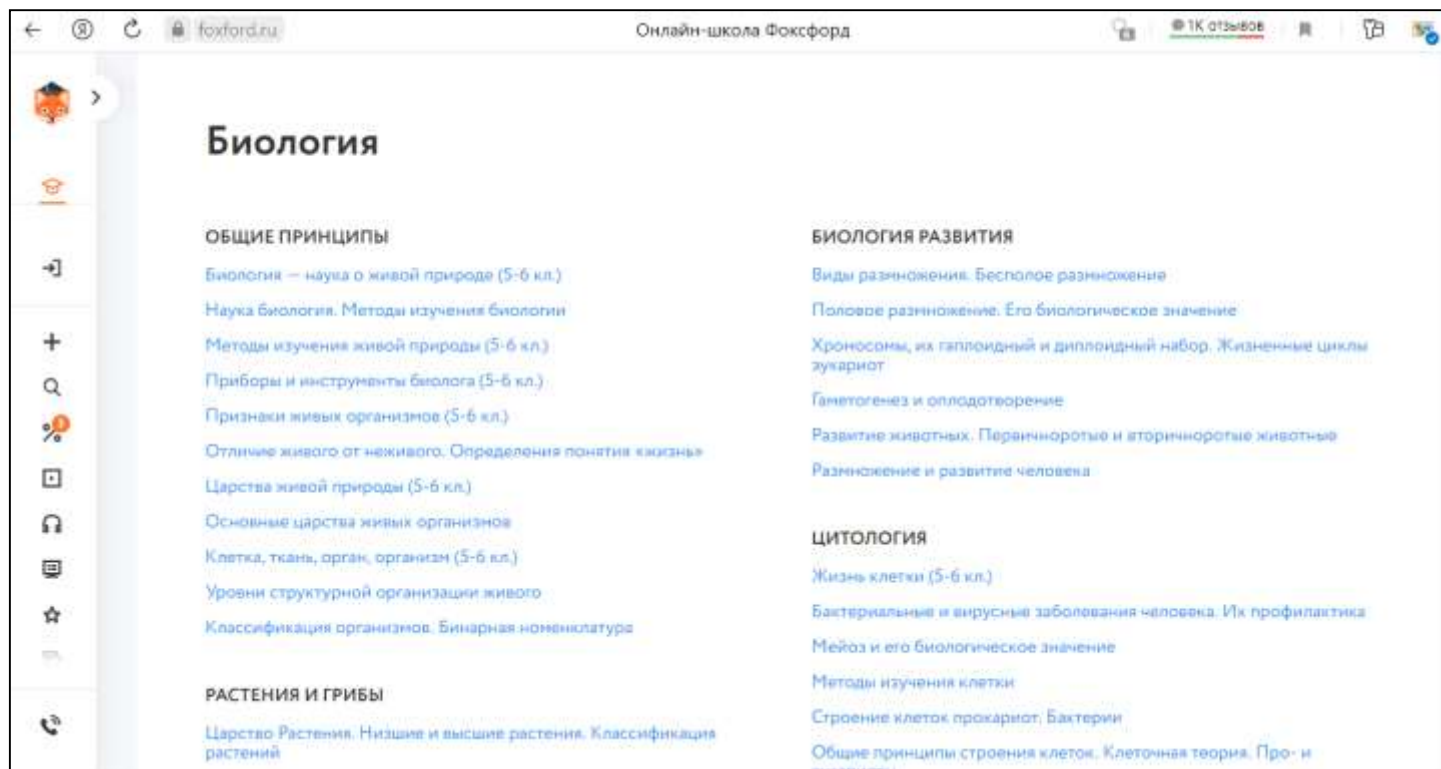 foxford.ru
Онлайн-школа Фоксфорд
1K отзывов
Биология
ОБЩИЕ ПРИНЦИПЫ
Биология — наука о живой природе (5-6 кл.)
Наука биология. Методы изучения биологии
Методы изучения живой природы (5-6 кл.)
Приборы и инструменты биолога (5-6 кл.)
Признаки живых организмов (5-6 кл.)
Отличие живого от неживого. Определения понятия «жизнь»
Царства живой природы (5-6 кл.)
Основные царства живых организмов
Клетка, ткань, орган, организм (5-6 кл.)
Уровни структурной организации живого
Классификация организмов. Бинарная номенклатура
РАСТЕНИЯ И ГРИБЫ
Царство Растения. Низшие и высшие растения. Классификация
растений
БИОЛОГИЯ РАЗВИТИЯ
Виды размножения. Бесполое размножение
Половое размножение. Его биологическое значение
Хромосомы, их гаплоидный и диплоидный набор. Жизненные циклы
эукариот
Гаметогенез и оплодотворение
Развитие животных. Первичноротые и вторичноротые животные
Размножение и развитие человека
ЦИТОЛОГИЯ
Жизнь клетки (5-6 кл.)
Бактериальные и вирусные заболевания человека. Их профилактика
Мейоз и его биологическое значение
Методы изучения клетки
Строение клеток прокариот. Бактерии
Общие принципы строения клеток. Клеточная теория. Про- и